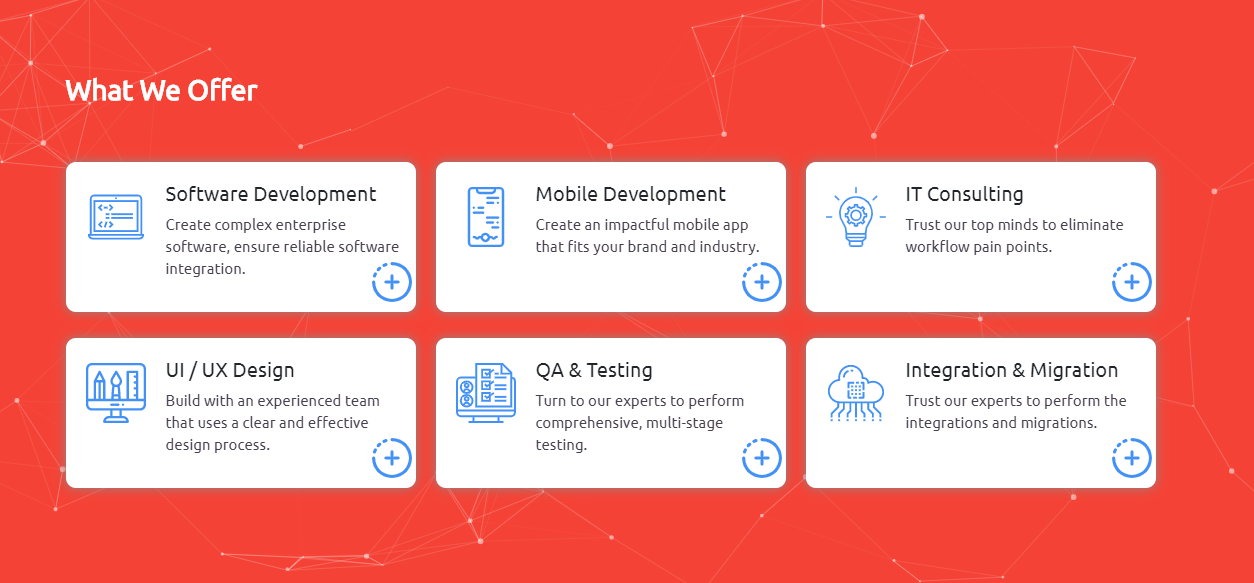 What We Offer
Software Development
Create complex enterprise
software, ensure reliable software
integration.
Mobile Development
Create an impactful mobile app
that fits your brand and industry.
IT Consulting
Trust our top minds to eliminate
workflow pain points.
UI / UX Design
Build with an experienced team
that uses a clear and effective
design process.
QA & Testing
Turn to our experts to perform
comprehensive, multi-stage
testing.
Integration & Migration
Trust our experts to perform the
integrations and migrations.